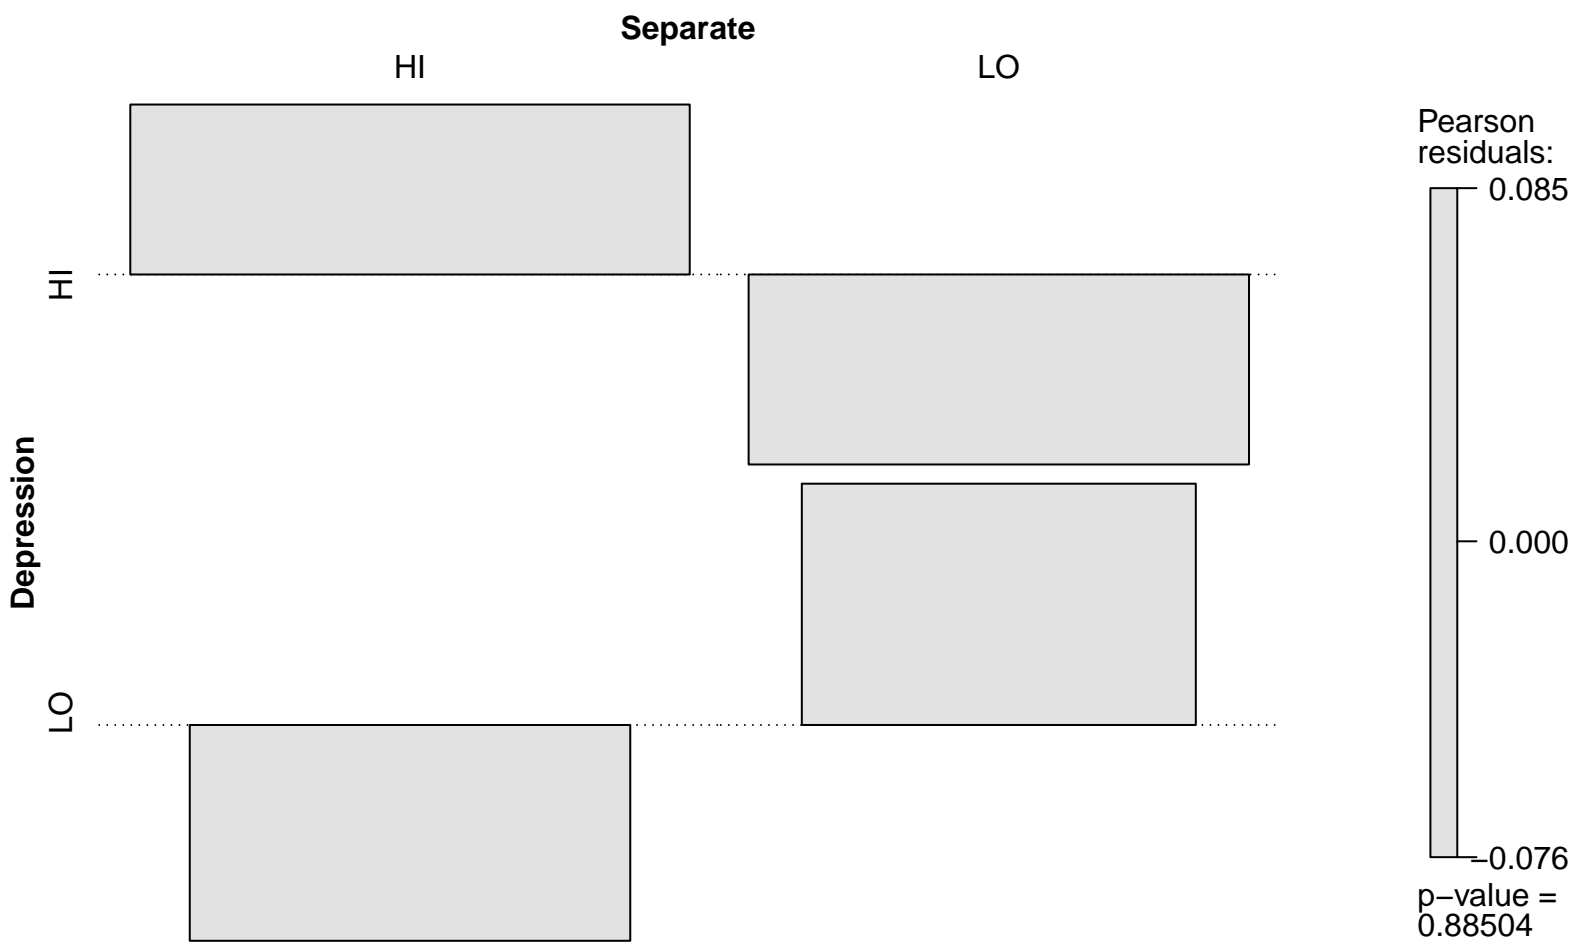 Separate
HI LO
Depression
HI
LO
Pearson
residuals:
0.085
0.000
−0.076
p−value =
0.88504